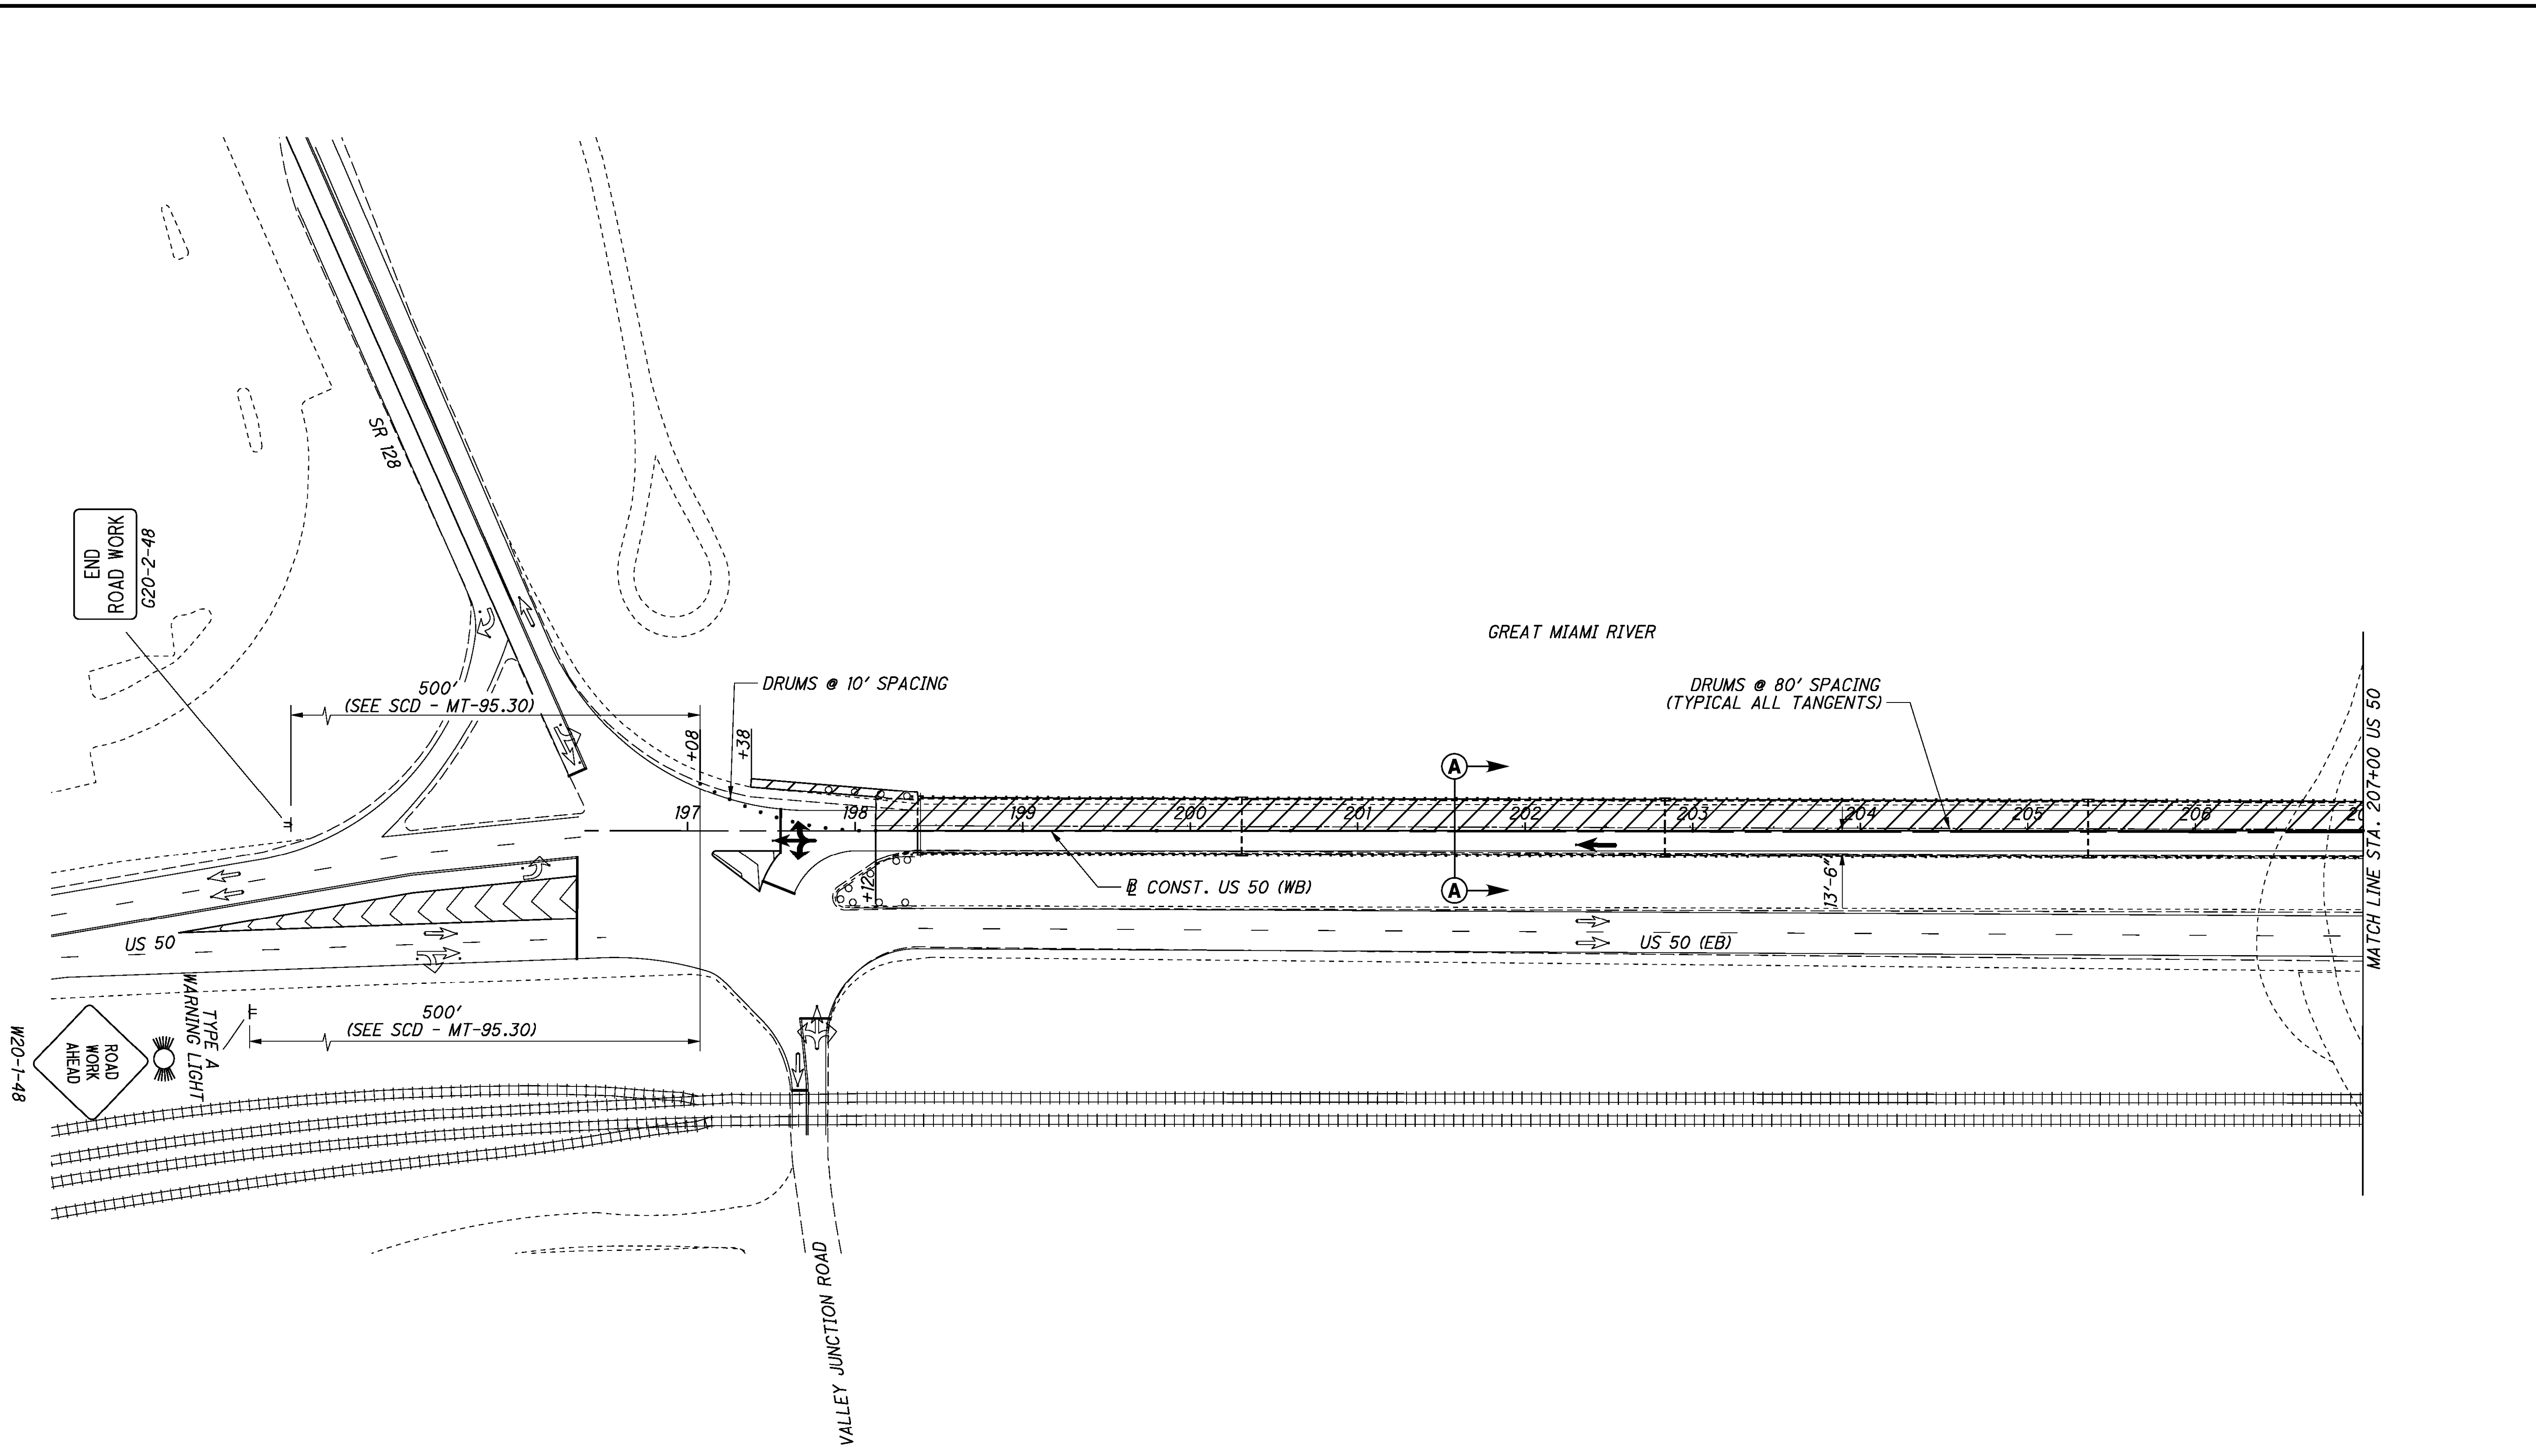 SR 128
END
ROAD WORK
G20-2-48
GREAT MIAMI RIVER
500'
(SEE SCD - MT-95.30)
DRUMS @ 10' SPACING
DRUMS @ 80' SPACING
(TYPICAL ALL TANGENTS)
+08
+38
A
197
198
199
200
201
202
203
204
205
206
20
+12
℄ CONST. US 50 (WB)
A
13'-6"
MATCH LINE STA. 207+00 US 50
US 50
US 50 (EB)
500'
(SEE SCD - MT-95.30)
TYPE A
WARNING LIGHT
ROAD
WORK
AHEAD
W20-1-48
VALLEY JUNCTION ROAD